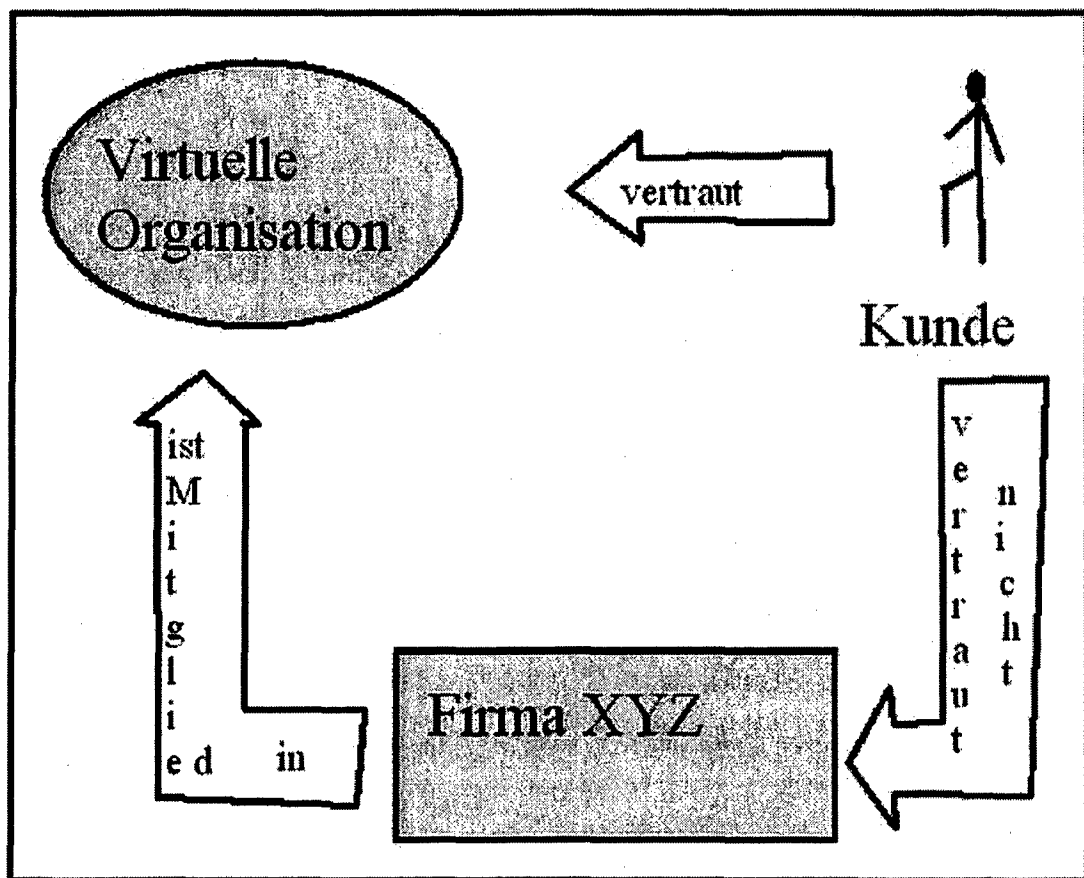 Virtuelle
Organisation
vertraut
Kunde
vertraut
nicht
ist
Mitglied in
Firma XYZ